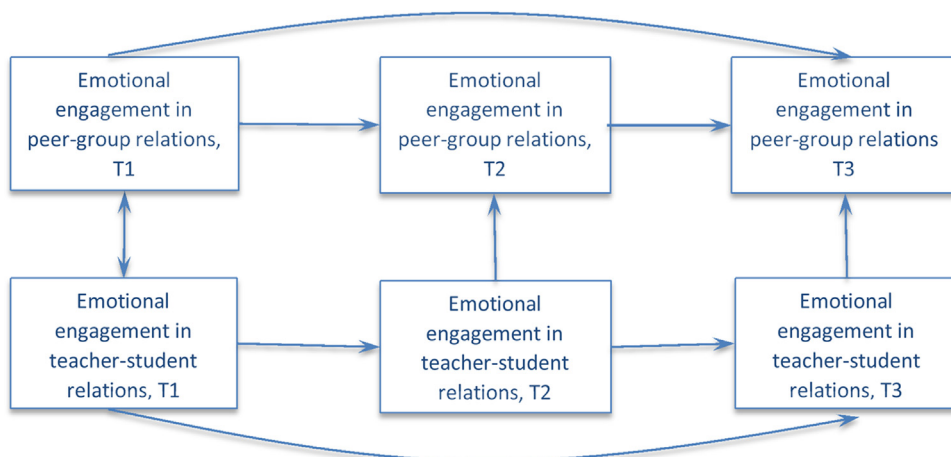 Emotional
engagement in
peer-group relations,
T1
Emotional
engagement in
peer-group relations,
T2
Emotional
engagement in
peer-group relations
T3
Emotional
engagement in
teacher-student
relations, T1
Emotional
engagement in
teacher-student
relations, T2
Emotional
engagement in
teacher-student
relations, T3